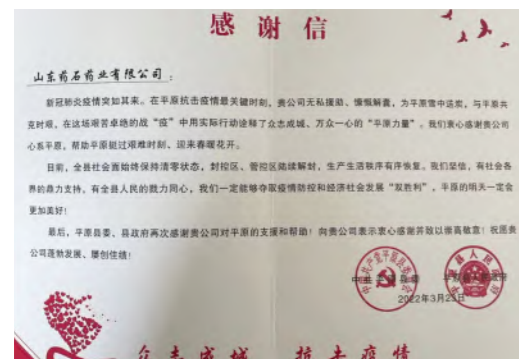 感谢信
山东药石药业有限公司：
新冠肺炎疫情突如其来。在平原抗击疫情最关键时刻，贵公司无私援助、慷慨解囊，为平原雪中送炭，与平原共
克时艰，在这场艰苦卓绝的战“疫”中用实际行动诠释了众志成城、万众一心的“平原力量”。我们衷心感谢贵公司
心系平原，帮助平原挺过艰难时刻、迎来春暖花开。
目前，全县社会面始终保持清零状态，封控区、管控区陆续解封，生产生活秩序有序恢复。我们坚信，有社会各
界的鼎力支持，有全县人民的戮力同心，我们一定能够夺取疫情防控和经济社会发展“双胜利”，平原的明天一定会
更加美好！
最后，平原县委、县政府再次感谢贵公司对平原的支援和帮助！向贵公司表示衷心感谢并致以崇高敬意！祝愿贵
公司蓬勃发展、屡创佳绩！
2022年3月25日
众志成城 抗击疫情